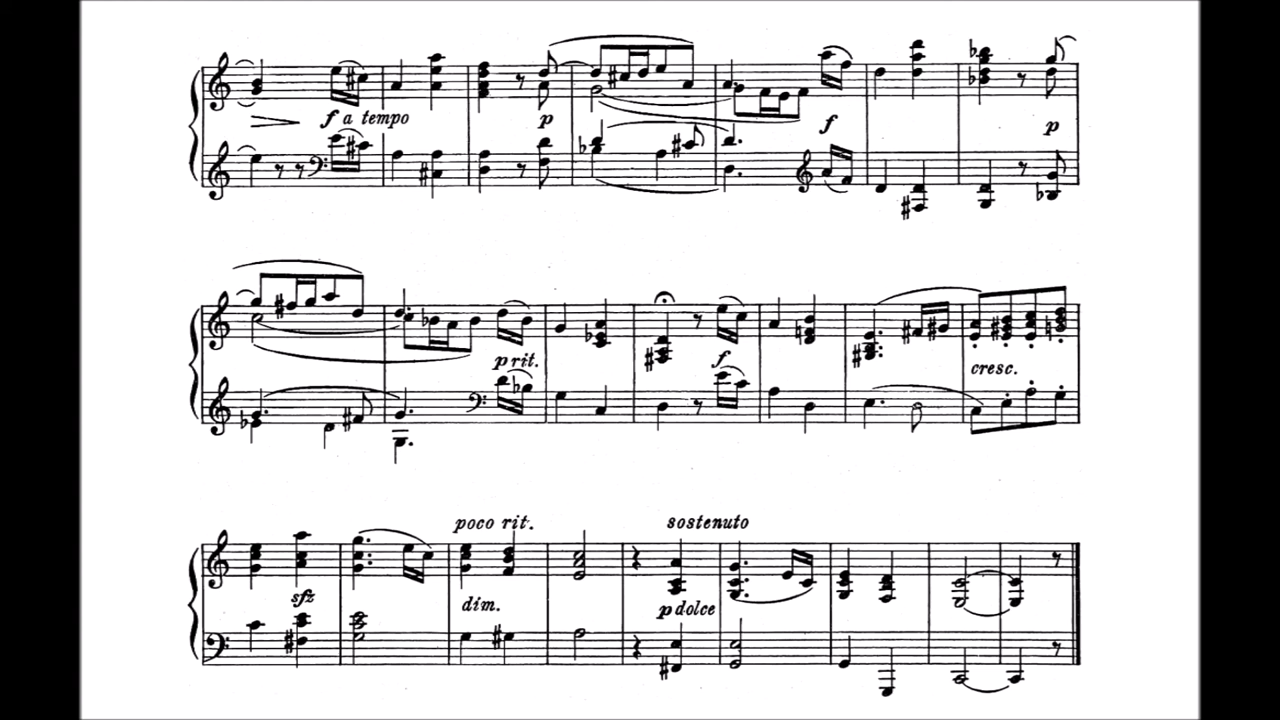 f a tempo p f p
p rit. f cresc.
poco rit. sostenuto
sfz dim. p dolce